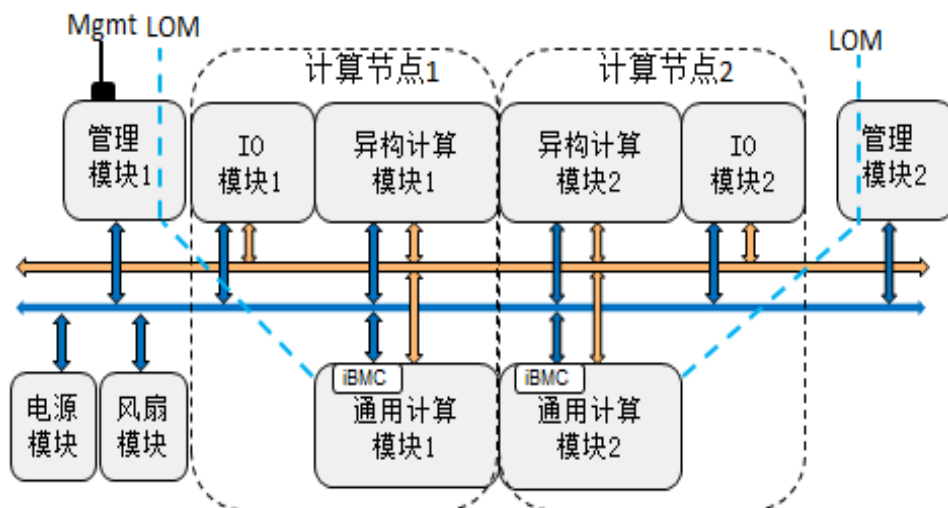 Mgmt
LOM
LOM
计算节点1
计算节点2
管理
模块1
IO
模块1
异构计算
模块1
异构计算
模块2
IO
模块2
管理
模块2
电源
模块
风扇
模块
iBMC
通用计算
模块1
iBMC
通用计算
模块2